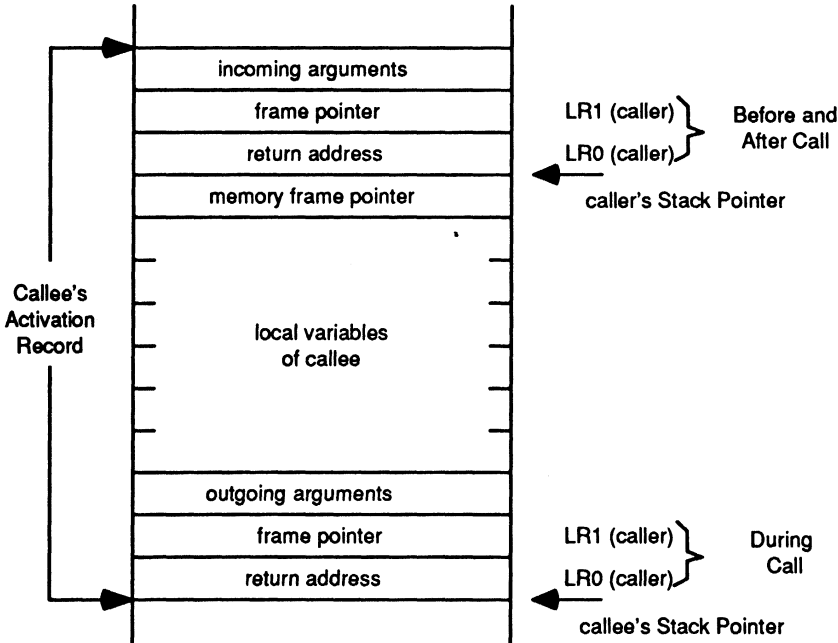 incoming arguments
frame pointer
LR1 (caller)
Before and
After Call
return address
LR0 (caller)
memory frame pointer
caller's Stack Pointer
Callee's
Activation
Record
local variables
of callee
outgoing arguments
frame pointer
LR1 (caller)
During
Call
return address
LR0 (caller)
callee's Stack Pointer